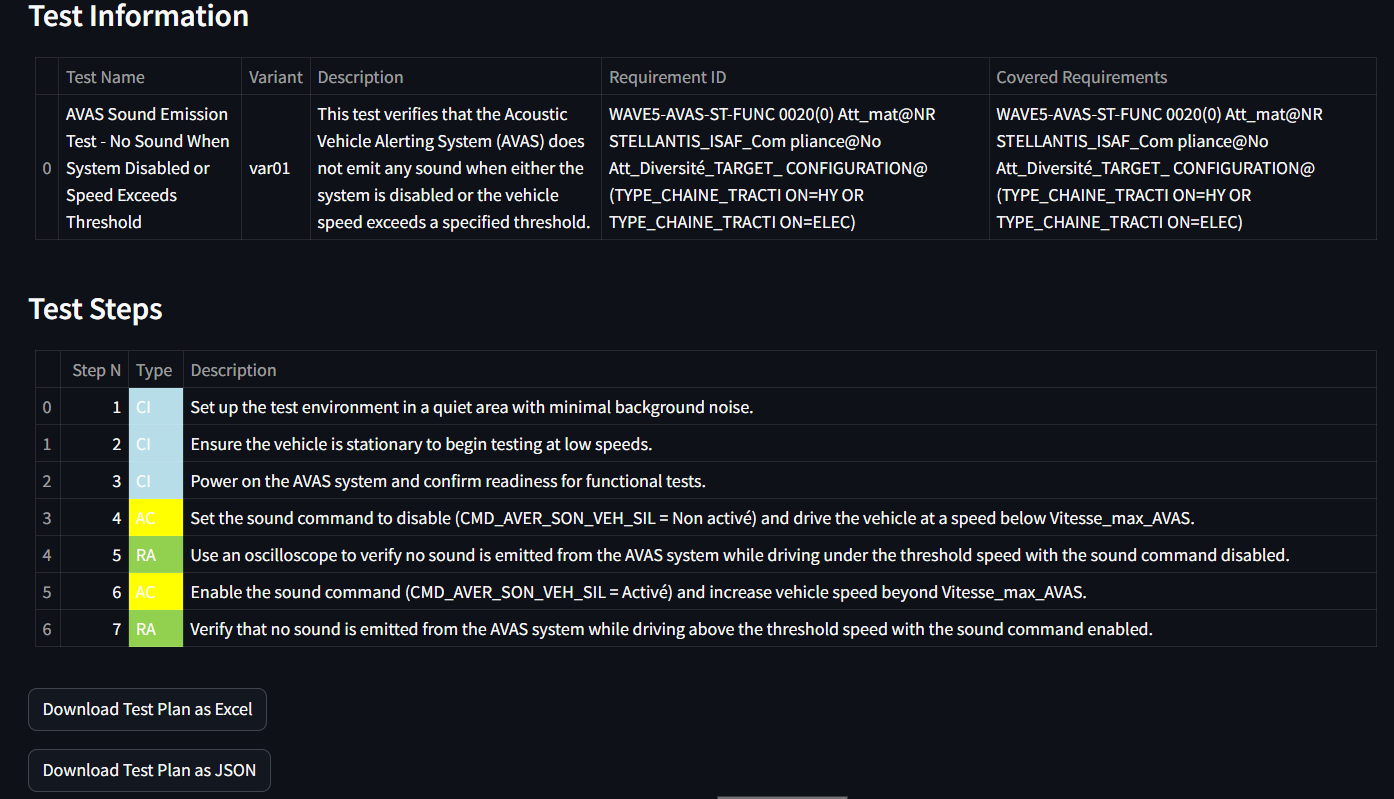 Test Information
Test Name Variant Description Requirement ID Covered Requirements
0
AVAS Sound Emission
Test - No Sound When
System Disabled or
Speed Exceeds
Threshold
var01
This test verifies that the Acoustic
Vehicle Alerting System (AVAS) does
not emit any sound when either the
system is disabled or the vehicle
speed exceeds a specified threshold.
WAVE5-AVAS-ST-FUNC 0020(0) Att_mat@NR
STELLANTIS_ISAF_Com pliance@No
Att_Diversité_TARGET_ CONFIGURATION@
(TYPE_CHAINE_TRACTI ON=HY OR
TYPE_CHAINE_TRACTI ON=ELEC)
WAVE5-AVAS-ST-FUNC 0020(0) Att_mat@NR
STELLANTIS_ISAF_Com pliance@No
Att_Diversité_TARGET_ CONFIGURATION@
(TYPE_CHAINE_TRACTI ON=HY OR
TYPE_CHAINE_TRACTI ON=ELEC)
Test Steps
Step N Type Description
0 1 CI Set up the test environment in a quiet area with minimal background noise.
1 2 CI Ensure the vehicle is stationary to begin testing at low speeds.
2 3 CI Power on the AVAS system and confirm readiness for functional tests.
3 4 AC Set the sound command to disable (CMD_AVER_SON_VEH_SIL = Non activé) and drive the vehicle at a speed below Vitesse_max_AVAS.
4 5 RA Use an oscilloscope to verify no sound is emitted from the AVAS system while driving under the threshold speed with the sound command disabled.
5 6 AC Enable the sound command (CMD_AVER_SON_VEH_SIL = Activé) and increase vehicle speed beyond Vitesse_max_AVAS.
6 7 RA Verify that no sound is emitted from the AVAS system while driving above the threshold speed with the sound command enabled.
Download Test Plan as Excel
Download Test Plan as JSON